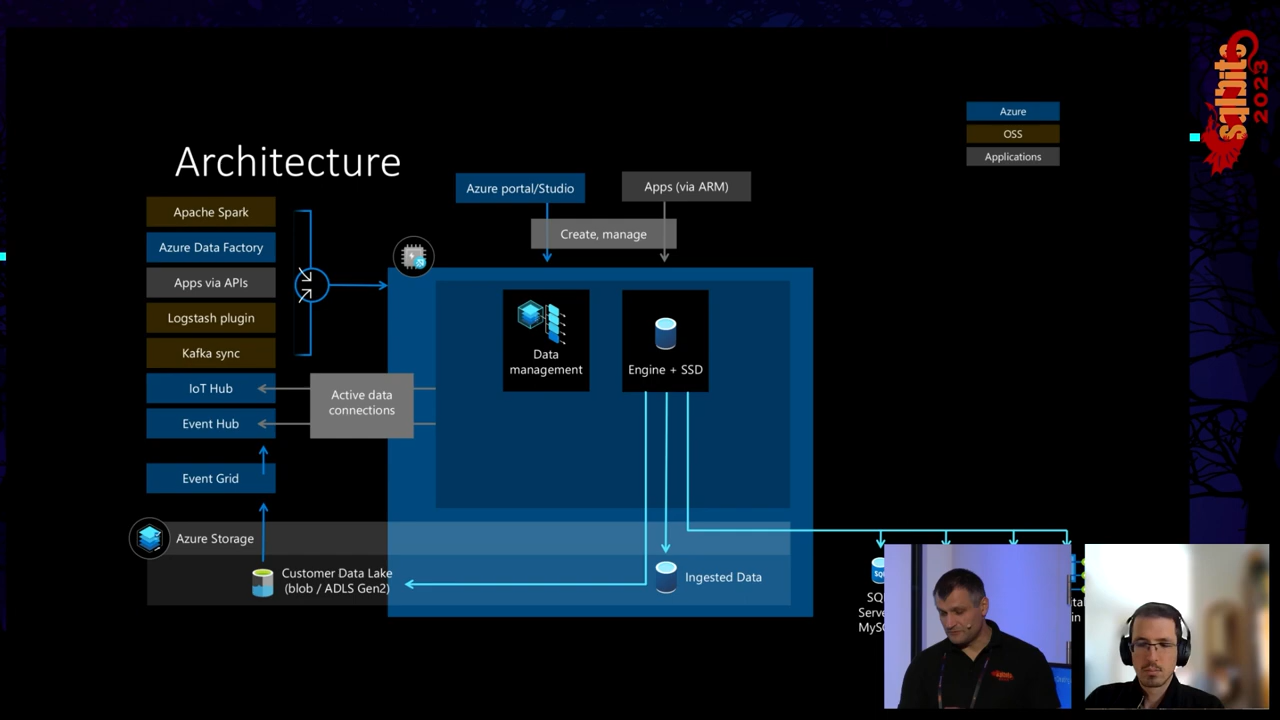 sqlbits
2023
Azure
OSS
Applications
Architecture
Azure portal/Studio
Apps (via ARM)
Create, manage
Apache Spark
Azure Data Factory
Apps via APIs
Logstash plugin
Kafka sync
IoT Hub
Event Hub
Event Grid
Active data
connections
Data
management
Engine + SSD
Azure Storage
Customer Data Lake
(blob / ADLS Gen2)
Ingested Data